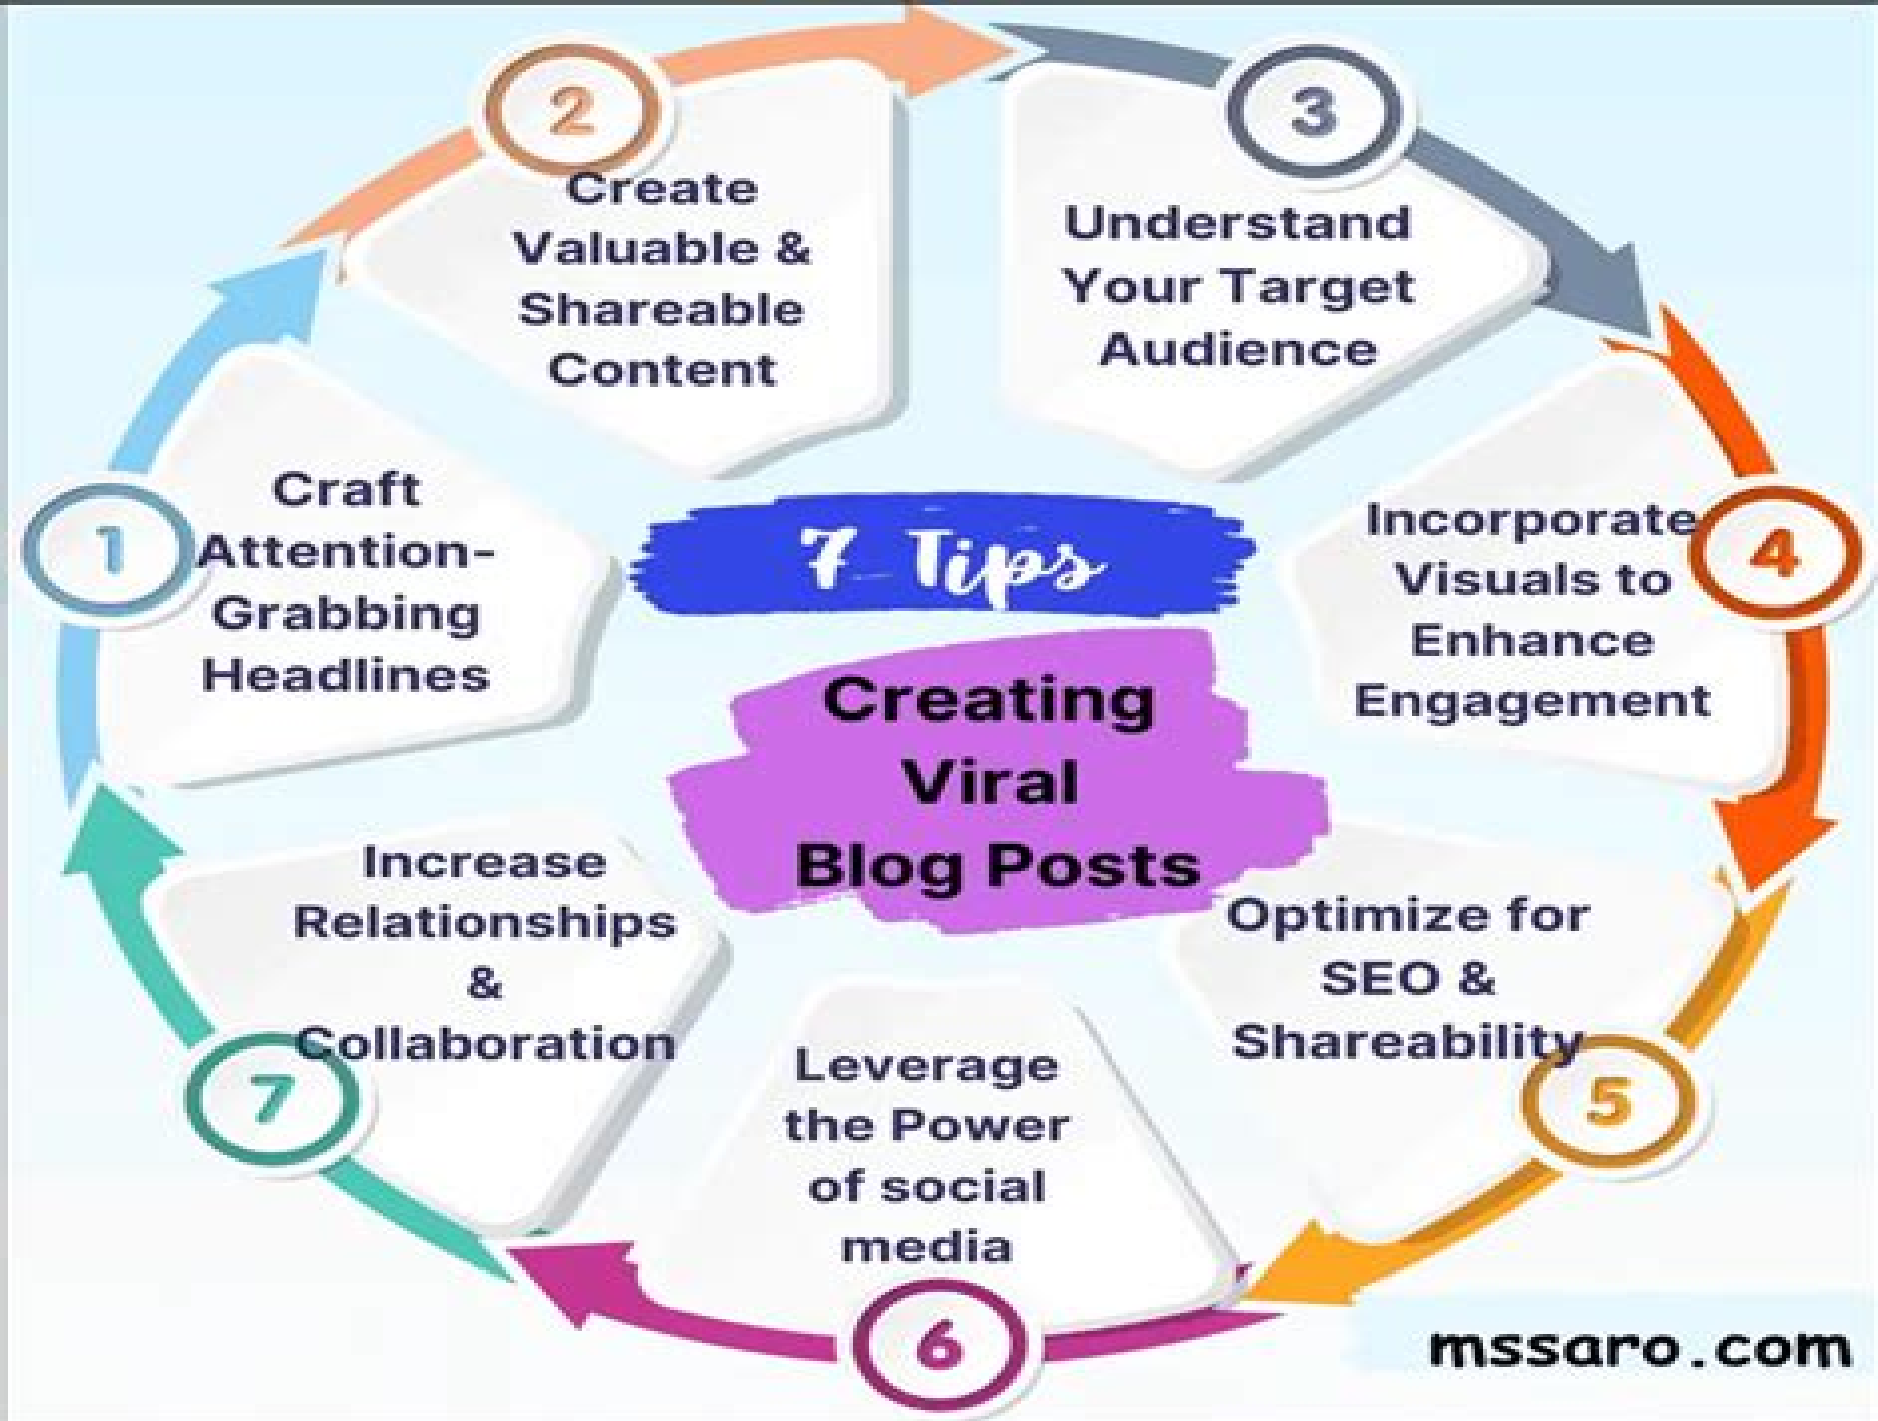 7 Tips
Creating
Viral
Blog Posts
1
Craft
Attention-
Grabbing
Headlines
2
Create
Valuable &
Shareable
Content
3
Understand
Your Target
Audience
4
Incorporate
Visuals to
Enhance
Engagement
5
Optimize for
SEO &
Shareability
6
Leverage
the Power
of social
media
7
Increase
Relationships
&
Collaboration
mssaro.com